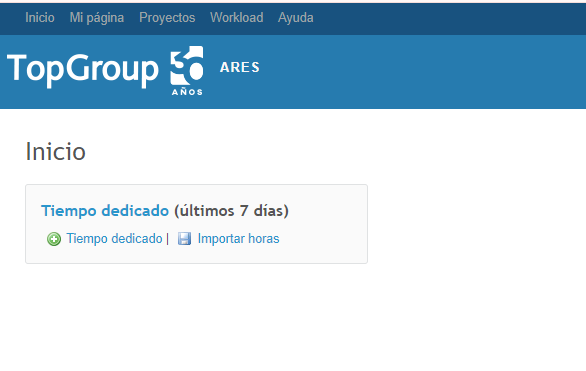 Inicio Mi página Proyectos Workload Ayuda
TopGroup 36 AÑOS ARES
Inicio
Tiempo dedicado (últimos 7 días)
Tiempo dedicado | Importar horas